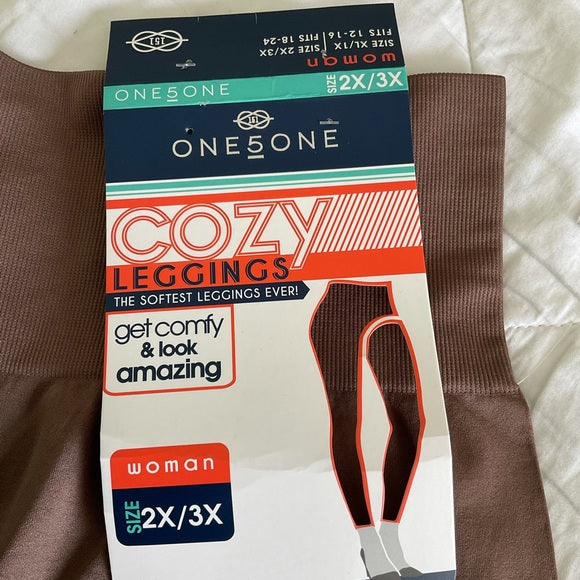 151
SIZE XL/1X FITS 12-16
SIZE 2X/3X FITS 18-24
woman
ONE5ONE
SIZE 2X/3X
151
ONE5ONE
COZY
LEGGINGS
THE SOFTEST LEGGINGS EVER!
get comfy
& look
amazing
woman
SIZE 2X/3X